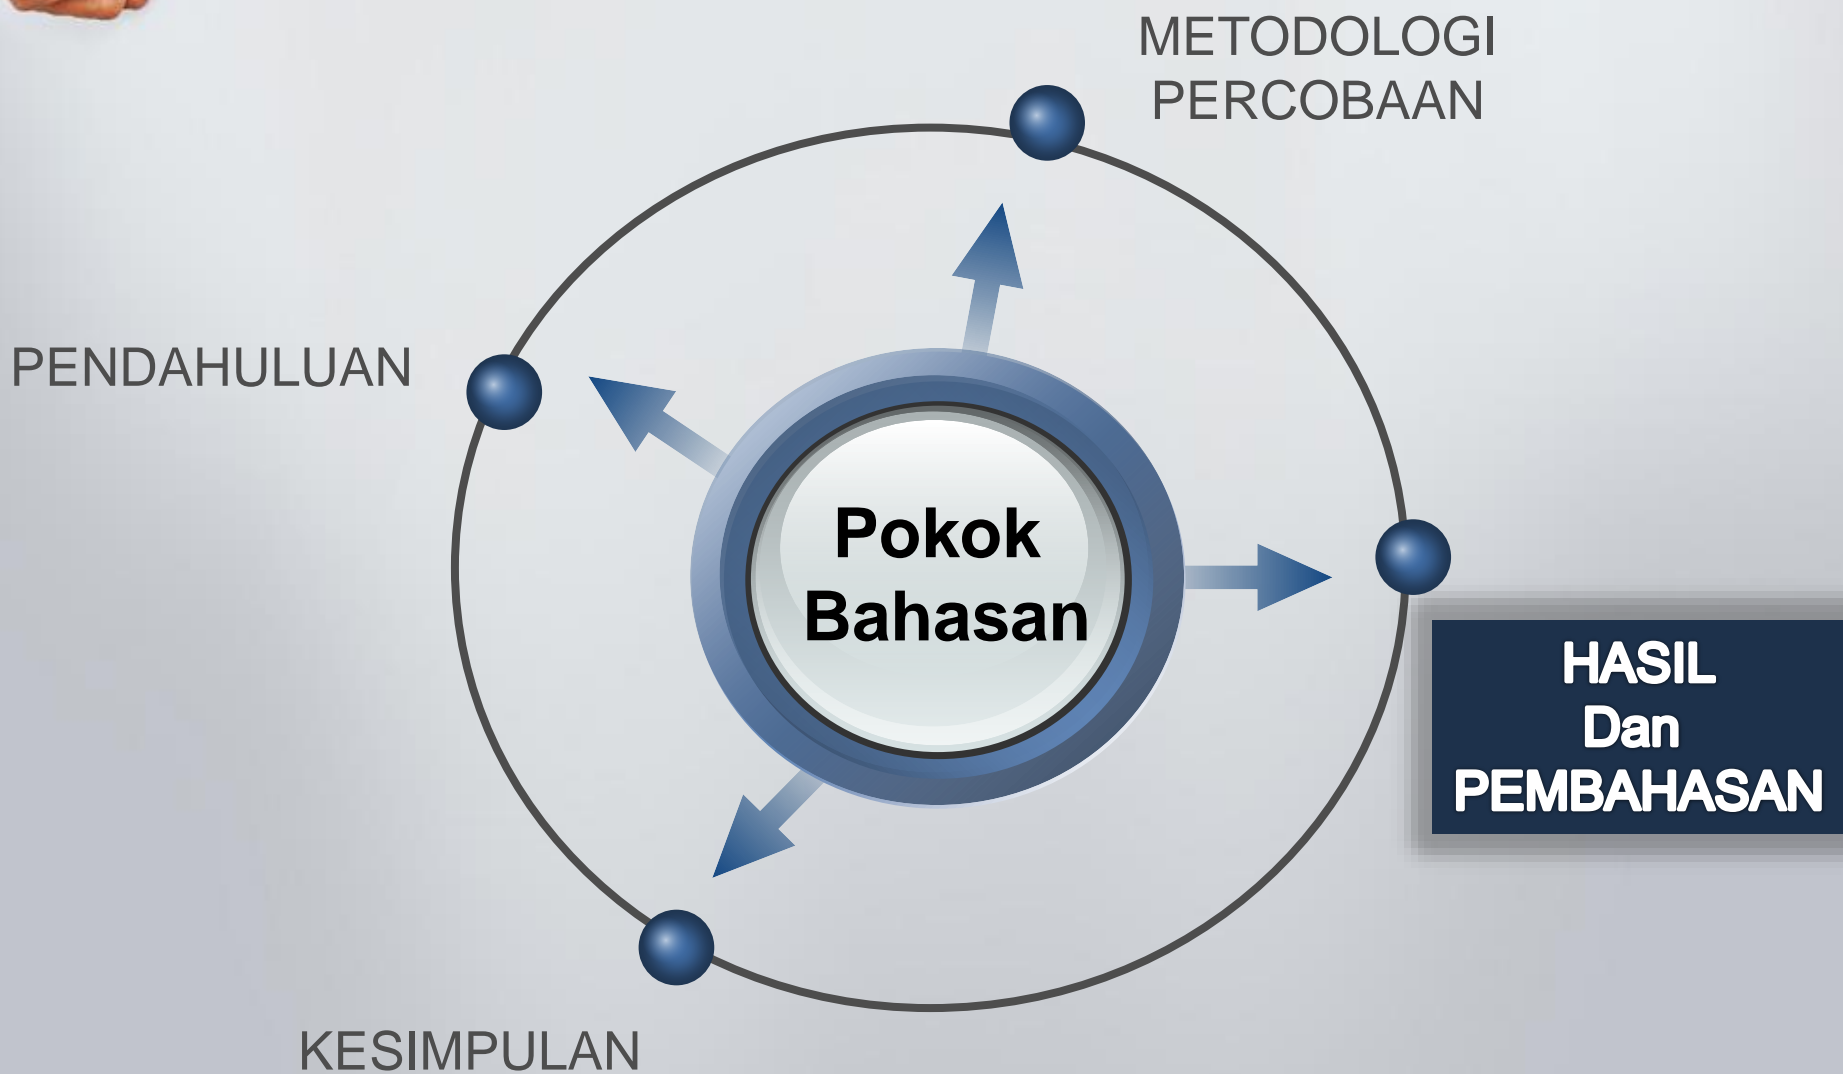 METODOLOGI
PERCOBAAN
PENDAHULUAN
Pokok
Bahasan
HASIL
Dan
PEMBAHASAN
KESIMPULAN